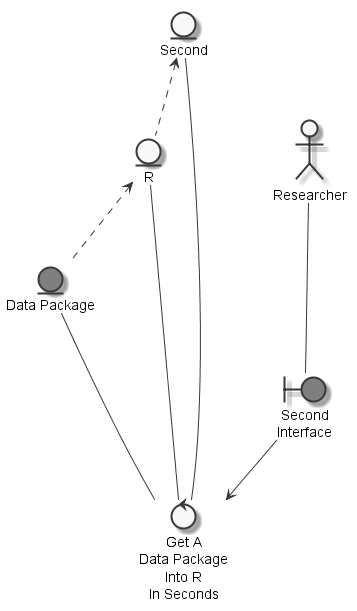 Second
R
Researcher
Data Package
Second
Interface
Get A
Data Package
Into R
In Seconds